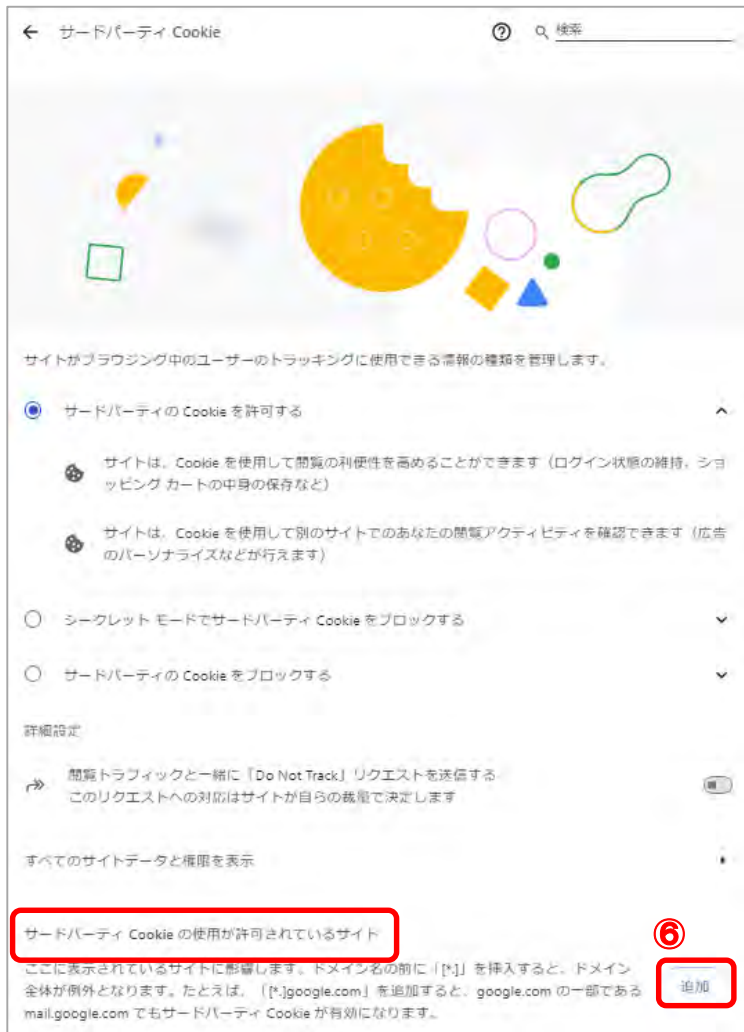 サードパーティ Cookie
検索
サイトがブラウジング中のユーザーのトラッキングに使用できる情報の種類を管理します。
サードパーティの Cookie を許可する
サイトは、Cookie を使用して閲覧の利便性を高めることができます（ログイン状態の維持、ショ
ッピング カートの中身の保存など）
サイトは、Cookie を使用して別のサイトでのあなたの閲覧アクティビティを確認できます（広告
のパーソナライズなどが行えます）
シークレット モードでサードパーティ Cookie をブロックする
サードパーティの Cookie をブロックする
詳細設定
閲覧トラフィックと一緒に「Do Not Track」リクエストを送信する
このリクエストへの対応はサイトが自らの裁量で決定します
すべてのサイトデータと権限を表示
サードパーティ Cookie の使用が許可されているサイト
⑥
ここに表示されているサイトに影響します。ドメイン名の前に「[*.]」を挿入すると、ドメイン
全体が例外となります。たとえば、「[*.]google.com」を追加すると、google.com の一部である
mail.google.com でもサードパーティ Cookie が有効になります。
追加